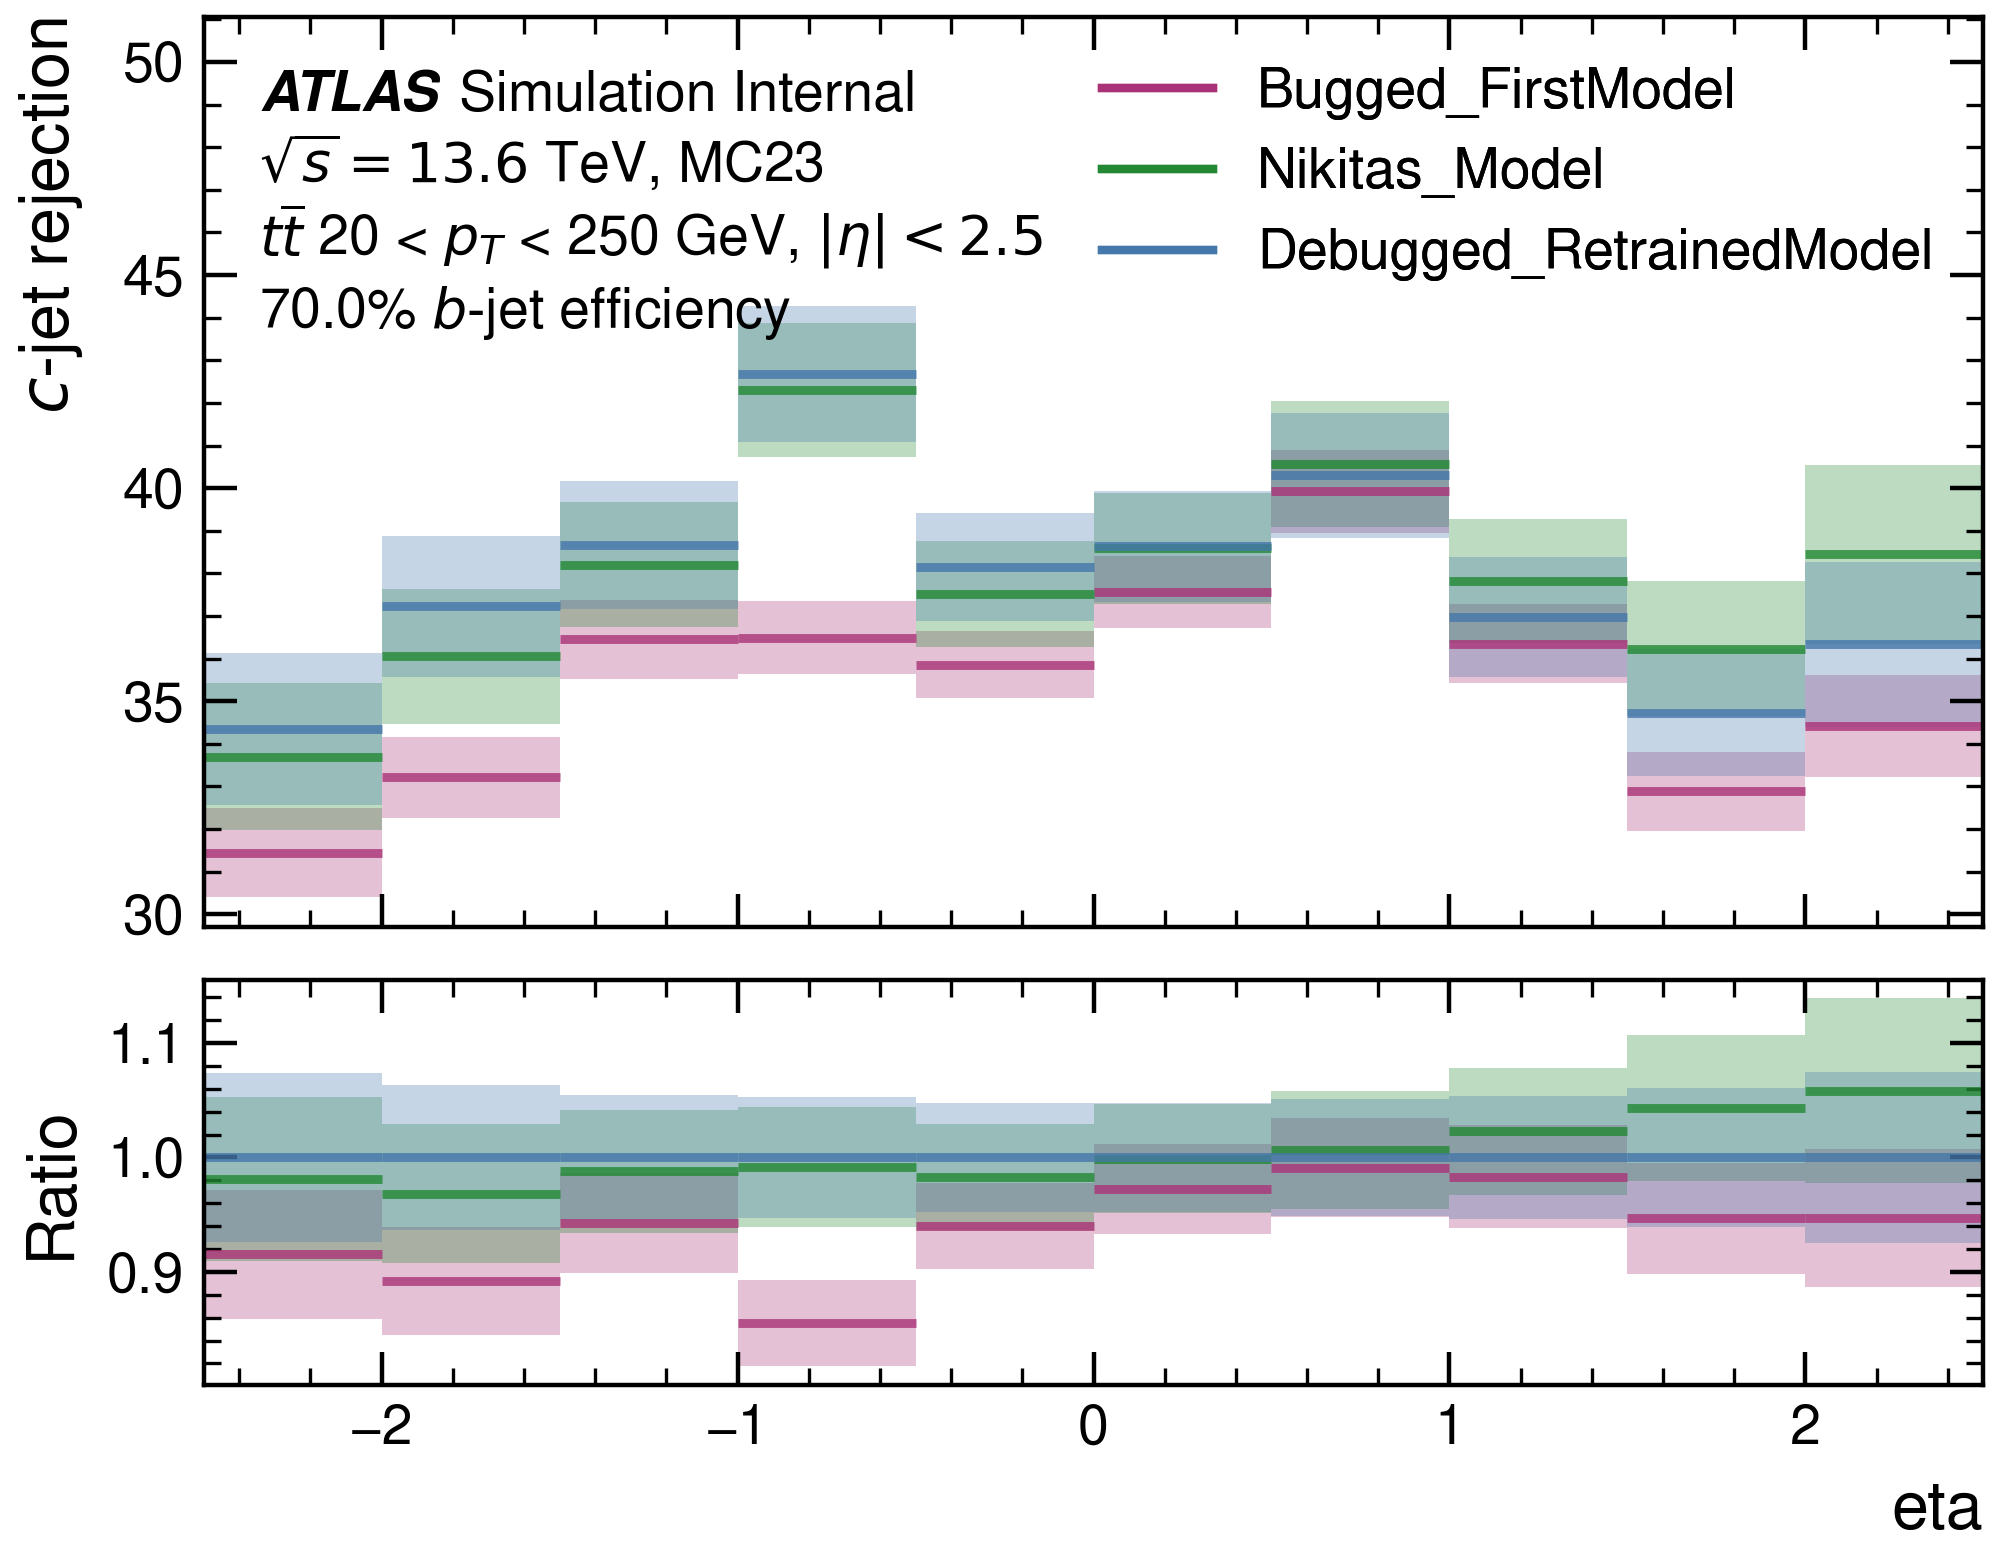 c-jet rejection
50
45
40
35
30
ATLAS Simulation Internal
√s = 13.6 TeV, MC23
tt̄ 20 < p_T < 250 GeV, |η| < 2.5
70.0% b-jet efficiency
Bugged_FirstModel
Nikitas_Model
Debugged_RetrainedModel
Ratio
1.1
1.0
0.9
−2 −1 0 1 2
eta